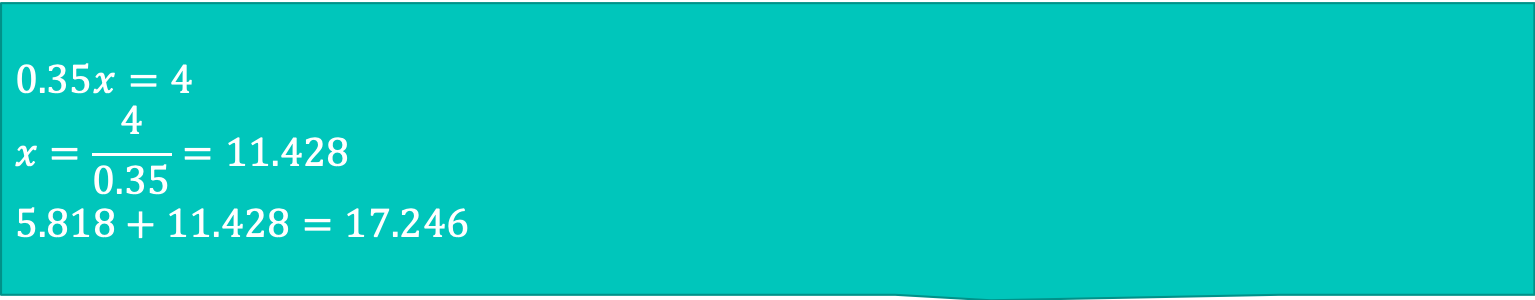 0.35x = 4
x = 4/0.35 = 11.428
5.818 + 11.428 = 17.246